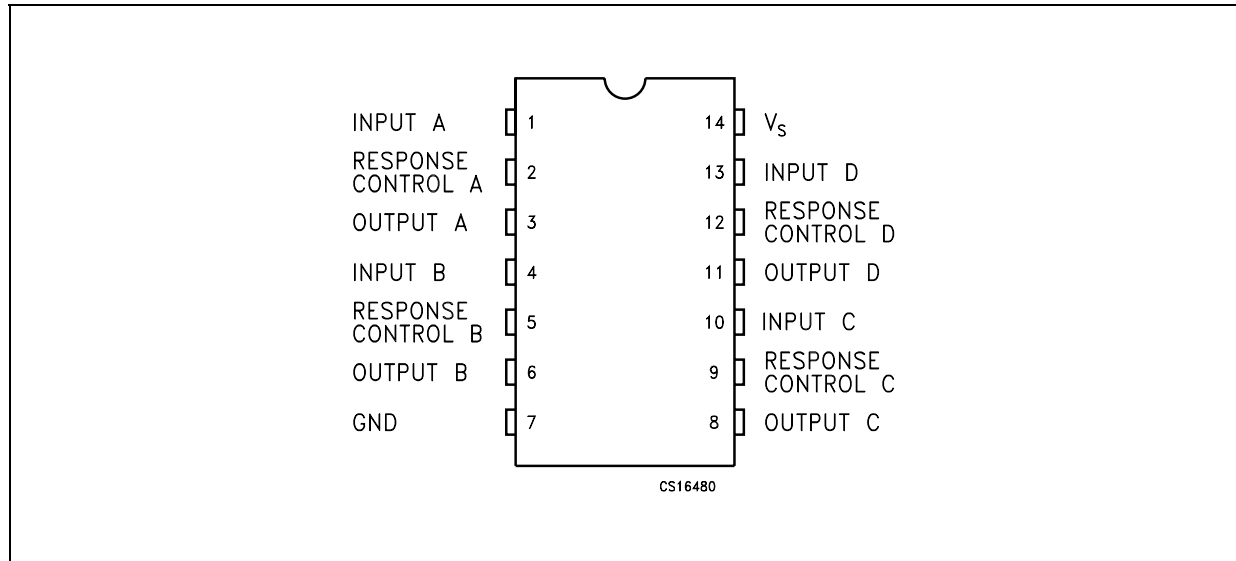 INPUT A
1
RESPONSE
CONTROL A
2
OUTPUT A
3
INPUT B
4
RESPONSE
CONTROL B
5
OUTPUT B
6
GND
7
14
V_S
13
INPUT D
12
RESPONSE
CONTROL D
11
OUTPUT D
10
INPUT C
9
RESPONSE
CONTROL C
8
OUTPUT C
CS16480